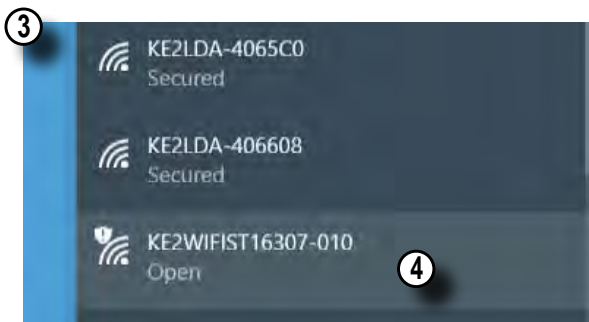 3
KE2LDA-4065C0
Secured
KE2LDA-406608
Secured
KE2WIFIST16307-010
Open
4